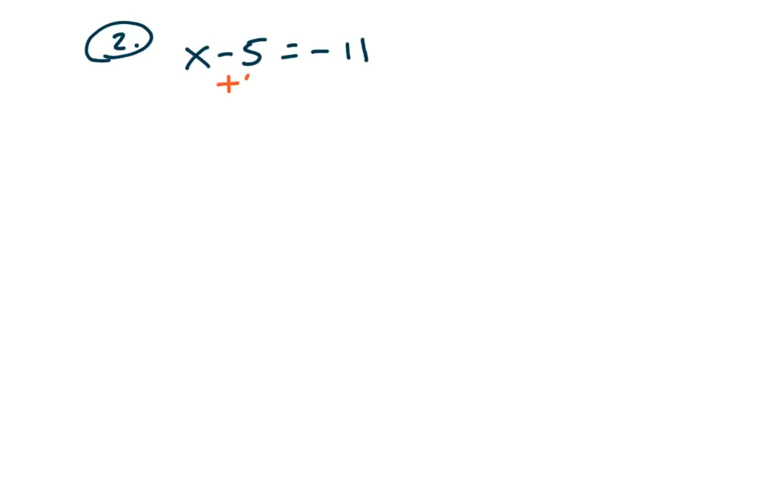 2. x - 5 = - 11
+